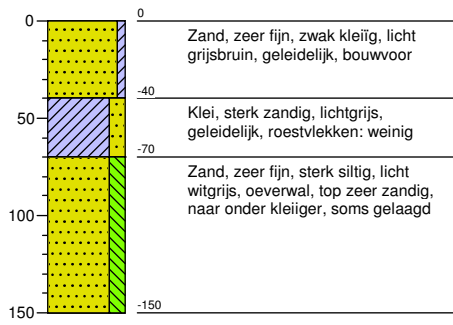 0
0
Zand, zeer fijn, zwak kleiïg, licht
grijsbruin, geleidelijk, bouwvoor
-40
50
Klei, sterk zandig, lichtgrijs,
geleidelijk, roestvlekken: weinig
-70
Zand, zeer fijn, sterk siltig, licht
witgrijs, oeverwal, top zeer zandig,
naar onder kleiiger, soms gelaagd
100
150
-150